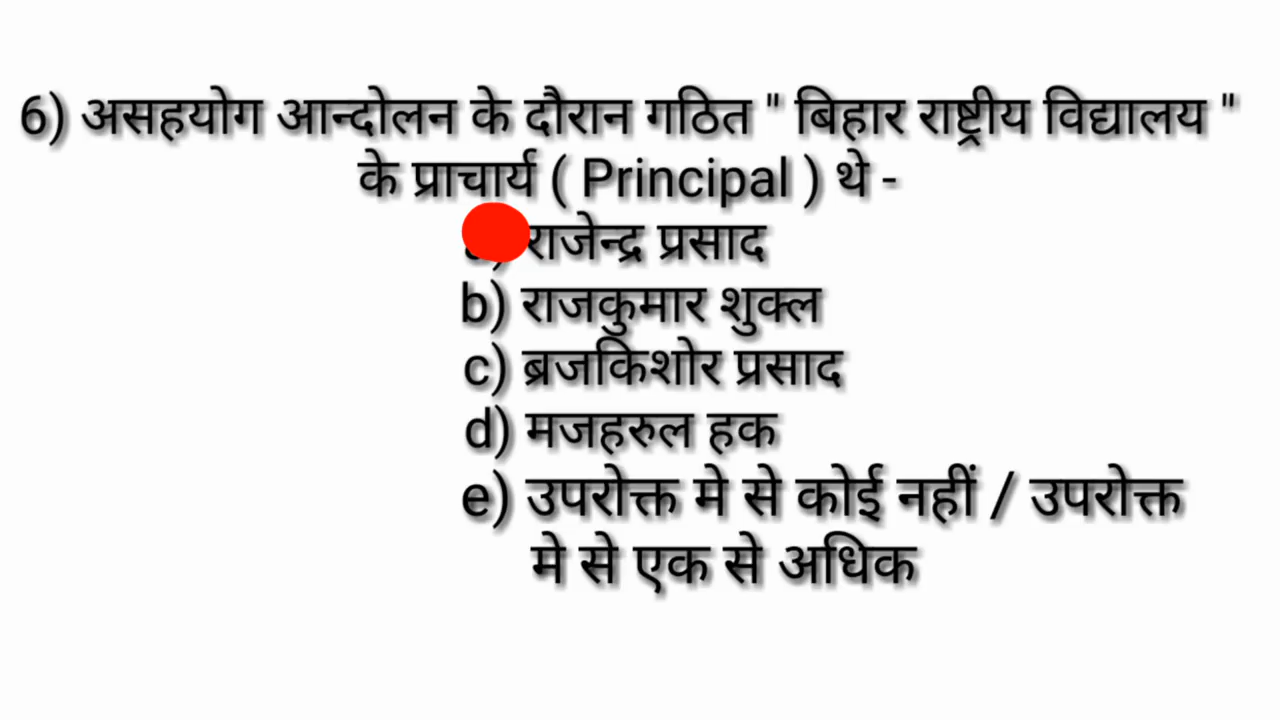 6) असहयोग आन्दोलन के दौरान गठित " बिहार राष्ट्रीय विद्यालय "
के प्राचार्य ( Principal ) थे -
a) राजेन्द्र प्रसाद
b) राजकुमार शुक्ल
c) ब्रजकिशोर प्रसाद
d) मजहरुल हक
e) उपरोक्त मे से कोई नहीं / उपरोक्त
मे से एक से अधिक